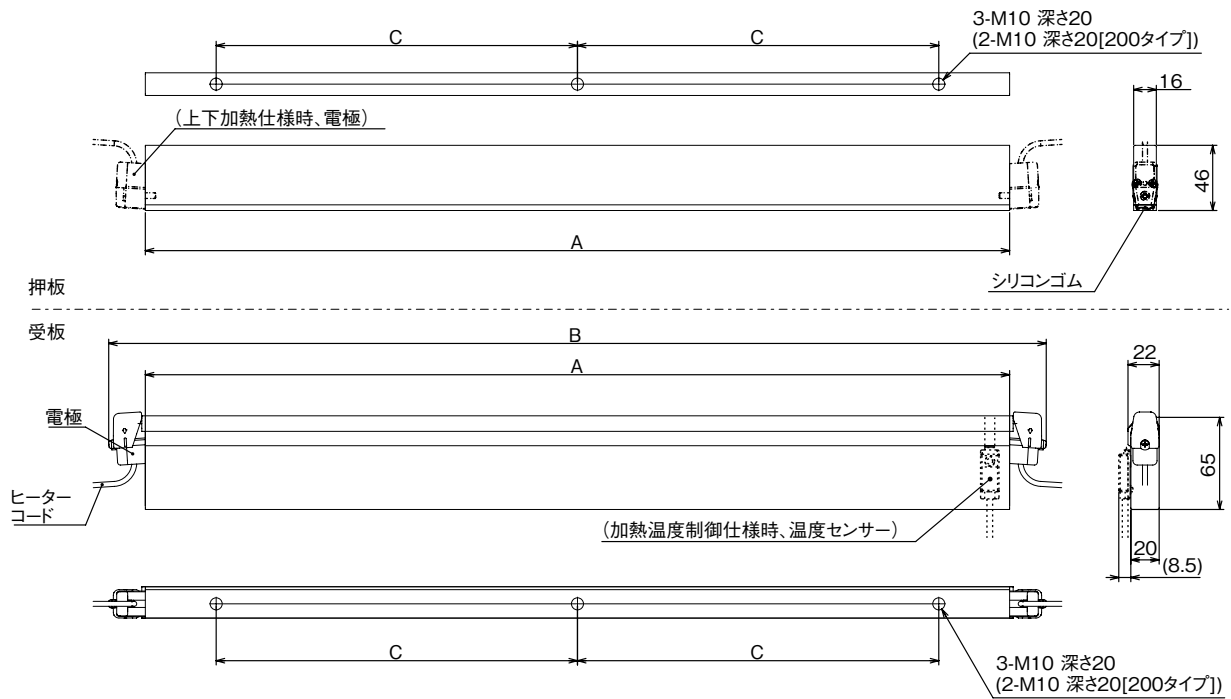 C
C
3-M10 深さ20
(2-M10 深さ20[200タイプ])
16
(上下加熱仕様時、電極)
46
A
シリコンゴム
押板
受板
B
A
22
電極
65
ヒーター
コード
(加熱温度制御仕様時、温度センサー)
20
(8.5)
C
C
3-M10 深さ20
(2-M10 深さ20[200タイプ])